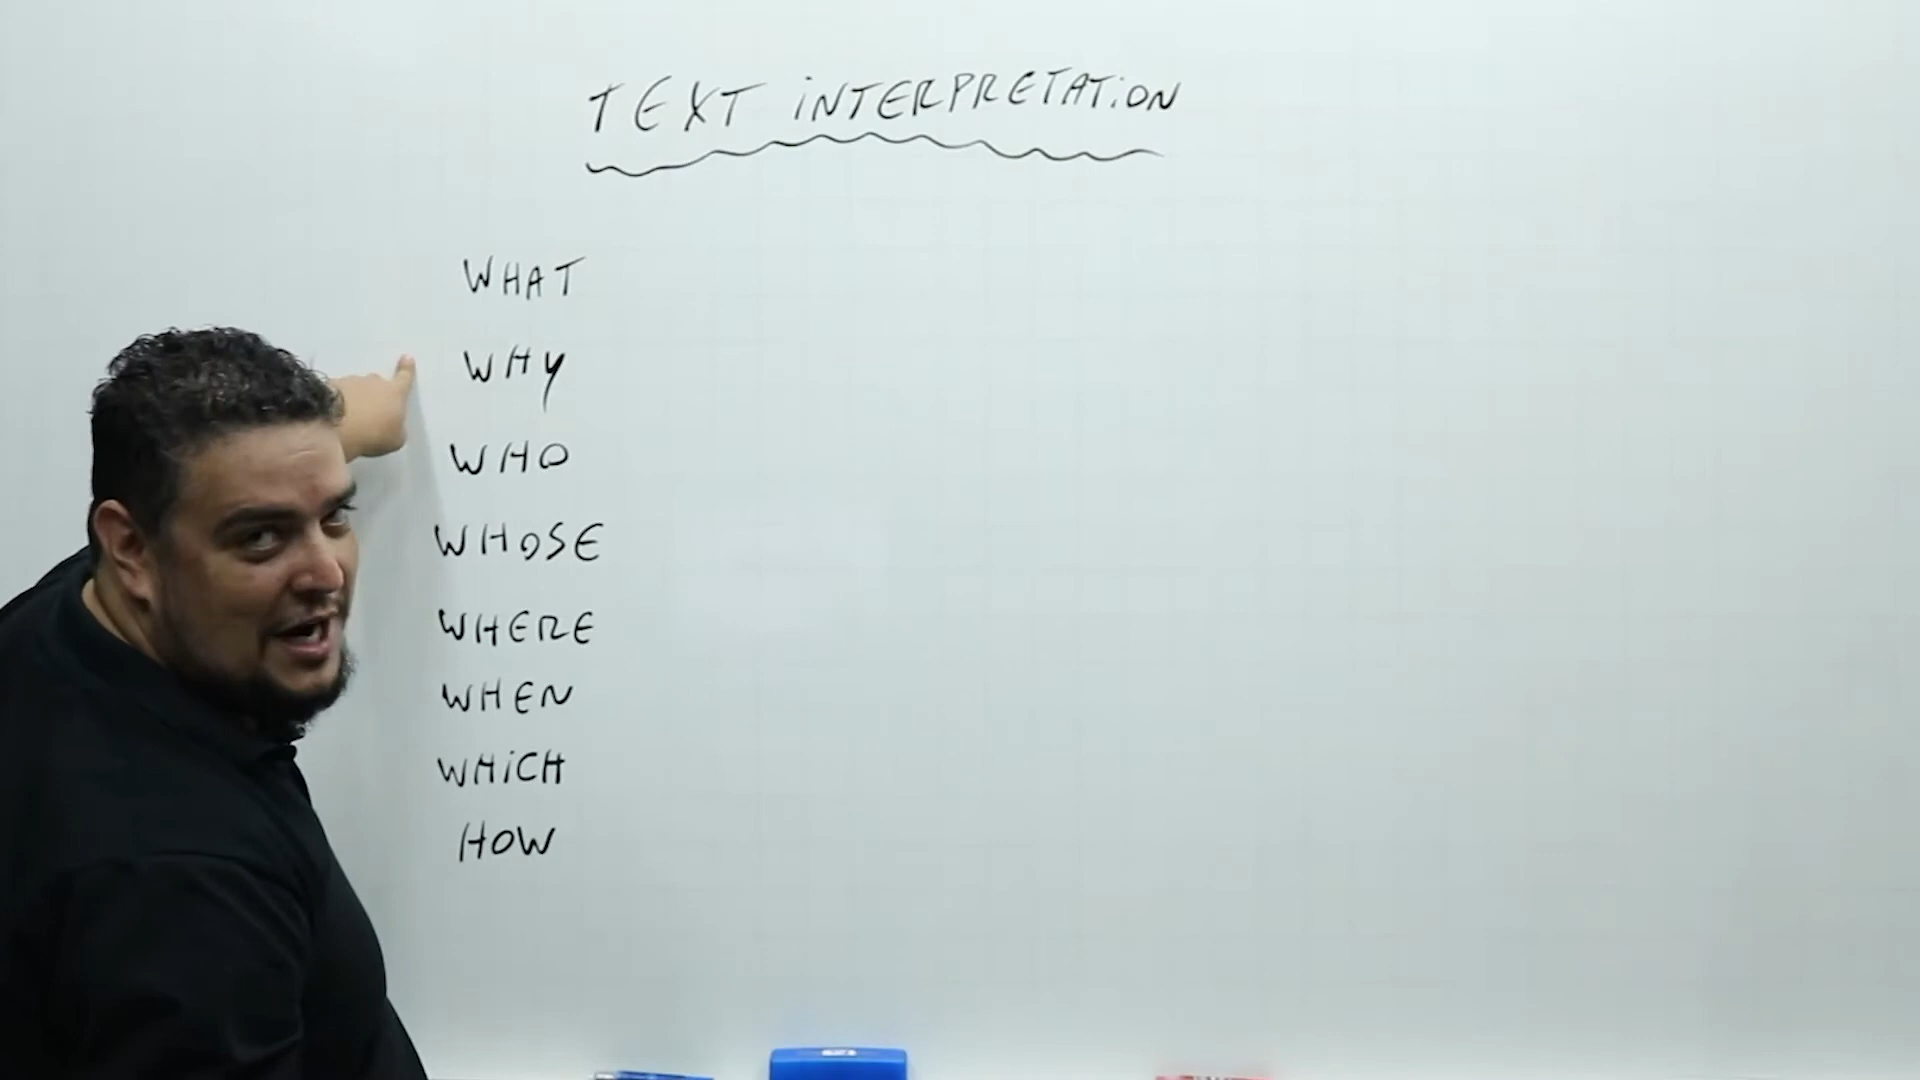 TEXT INTERPRETATION
WHAT
WHY
WHO
WHOSE
WHERE
WHEN
WHICH
HOW